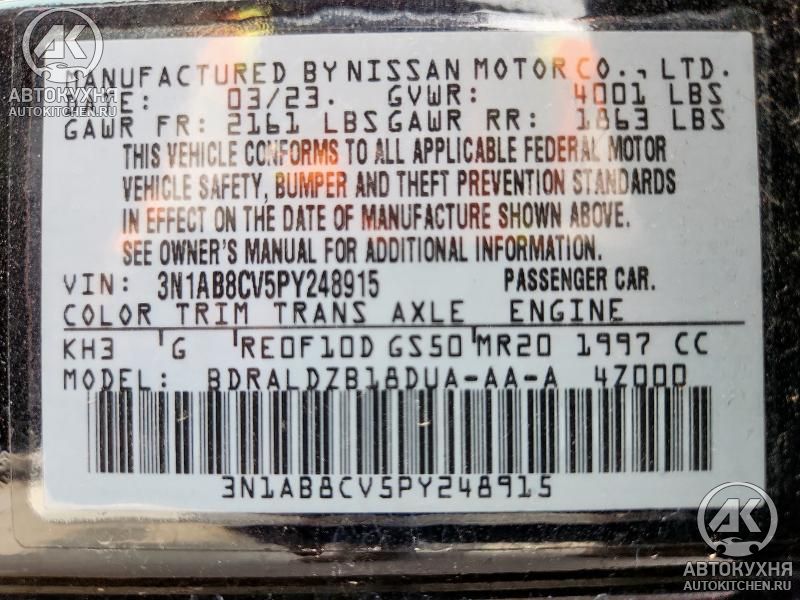 MANUFACTURED BY NISSAN MOTOR CO., LTD.
DATE: 03/23. GVWR: 4001 LBS
GAWR FR: 2161 LBS GAWR RR: 1863 LBS
THIS VEHICLE CONFORMS TO ALL APPLICABLE FEDERAL MOTOR
VEHICLE SAFETY, BUMPER AND THEFT PREVENTION STANDARDS
IN EFFECT ON THE DATE OF MANUFACTURE SHOWN ABOVE.
SEE OWNER'S MANUAL FOR ADDITIONAL INFORMATION.
VIN: 3N1AB8CV5PY248915 PASSENGER CAR.
COLOR TRIM TRANS AXLE ENGINE
KH3 G RE0F10D GS50 MR20 1997 CC
MODEL: BDRALDZB18DUA-AA-A 4Z000
3N1AB8CV5PY248915
АК
АВТОКУХНЯ
AUTOKITCHEN.RU
АК
АВТОКУХНЯ
AUTOKITCHEN.RU